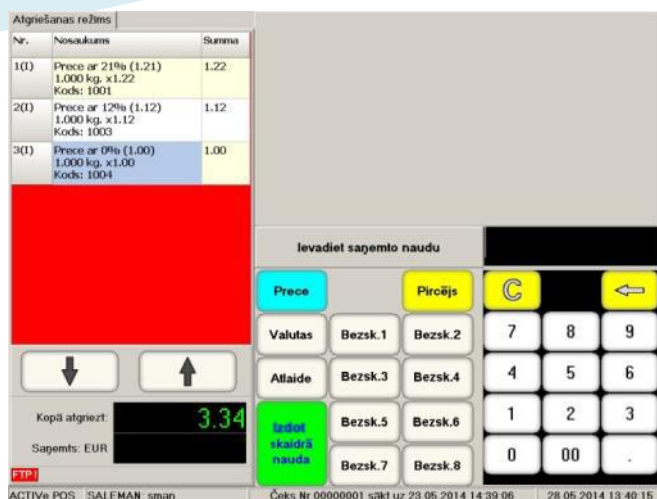 Atgriešanas režīms
Nr. Nosaukums Summa
1(I) Prece ar 21% (1.21) 1.22
1.000 kg. x1.22
Kods: 1001
2(I) Prece ar 12% (1.12) 1.12
1.000 kg. x1.12
Kods: 1003
3(I) Prece ar 0% (1.00) 1.00
1.000 kg. x1.00
Kods: 1004
Ievadiet saņemto naudu
Prece Pircējs C
Valutas Bezsk.1 Bezsk.2 7 8 9
Atlaide Bezsk.3 Bezsk.4 4 5 6
Kopā atgriezt: 3.34
Izdot skaidrā nauda
Bezsk.5 Bezsk.6 1 2 3
Saņemts: EUR
Bezsk.7 Bezsk.8 0 00 .
FTP!
ACTIVe POS SALEMAN: sman Čeks Nr 00000001 sākt uz 23.05.2014 14:39:06 28.05.2014 13:40:15